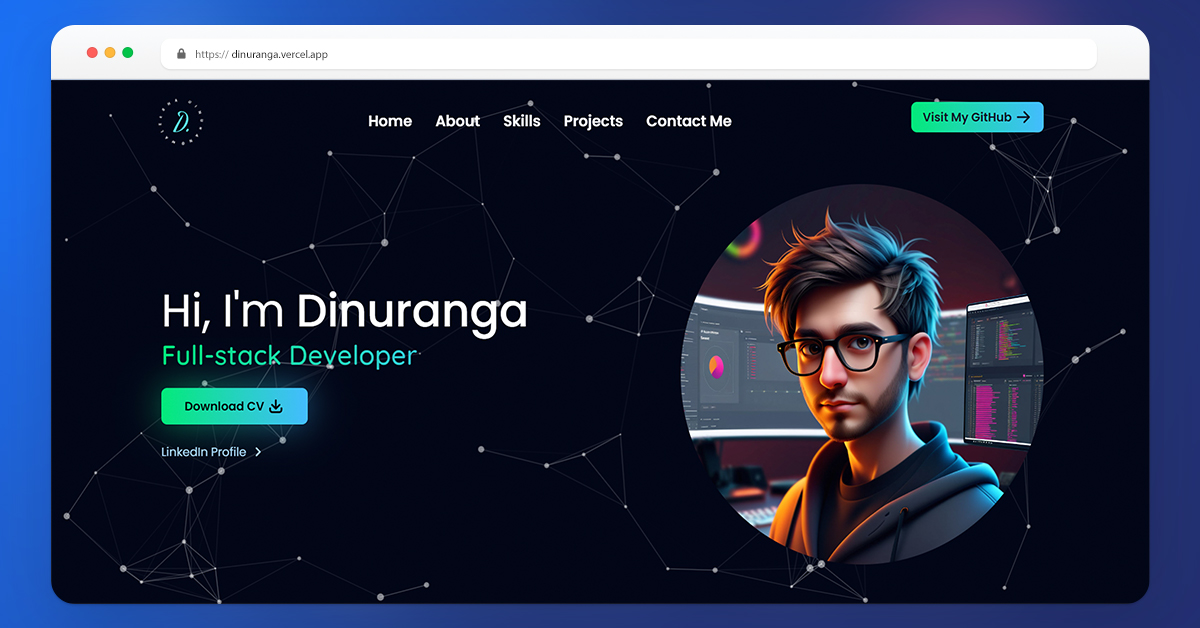 https:// dinuranga.vercel.app
D.
Home About Skills Projects Contact Me
Visit My GitHub
Hi, I'm Dinuranga
Full-stack Developer
Download CV
LinkedIn Profile